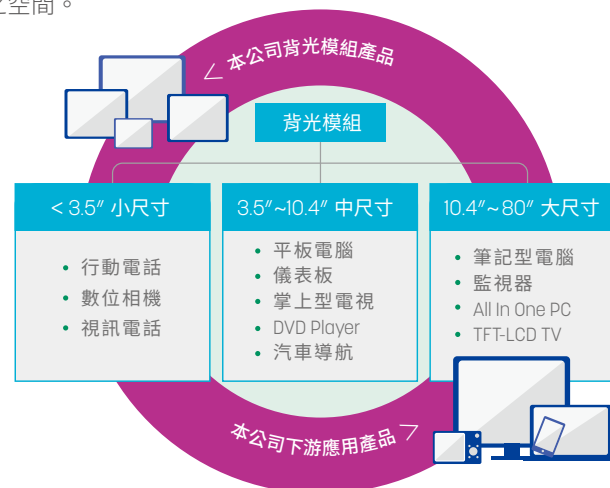 空間。
本公司背光模組產品
背光模組
< 3.5" 小尺寸
• 行動電話
• 數位相機
• 視訊電話
3.5"~10.4" 中尺寸
• 平板電腦
• 儀表板
• 掌上型電視
• DVD Player
• 汽車導航
10.4"~80" 大尺寸
• 筆記型電腦
• 監視器
• All In One PC
• TFT-LCD TV
本公司下游應用產品